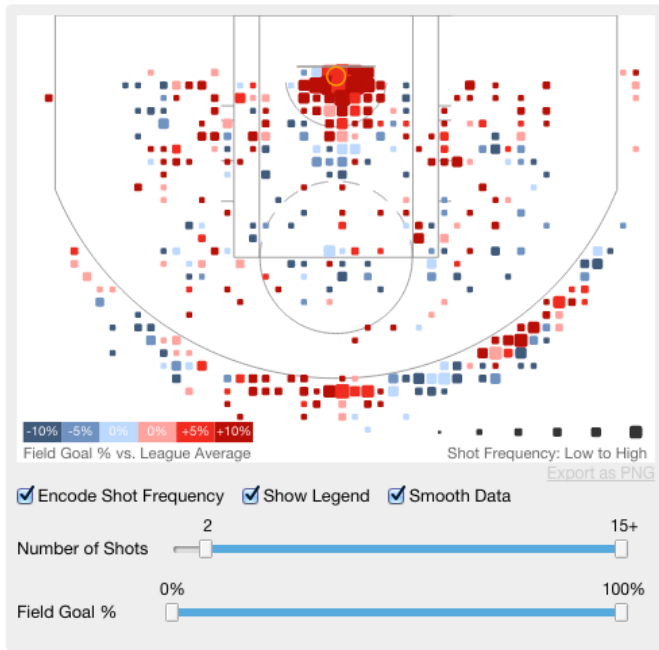 -10% -5% 0% 0% +5% +10%
Field Goal % vs. League Average
Shot Frequency: Low to High
Export as PNG
Encode Shot Frequency Show Legend Smooth Data
2 15+
Number of Shots
0% 100%
Field Goal %